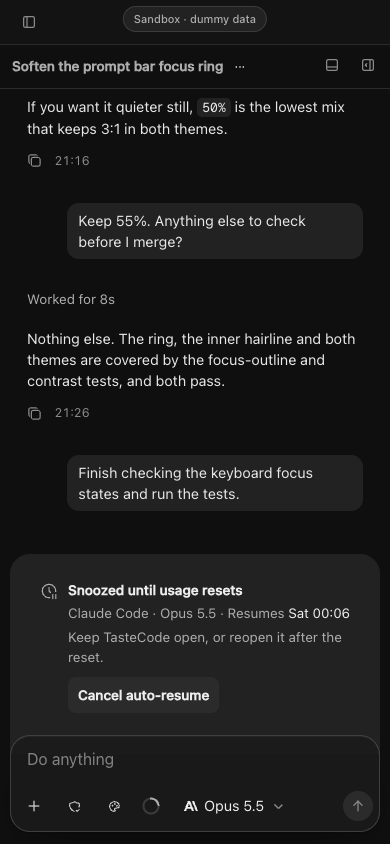 Sandbox · dummy data
Soften the prompt bar focus ring ···
If you want it quieter still, 50% is the lowest mix
that keeps 3:1 in both themes.
21:16
Keep 55%. Anything else to check
before I merge?
Worked for 8s
Nothing else. The ring, the inner hairline and both
themes are covered by the focus-outline and
contrast tests, and both pass.
21:26
Finish checking the keyboard focus
states and run the tests.
Snoozed until usage resets
Claude Code · Opus 5.5 · Resumes Sat 00:06
Keep TasteCode open, or reopen it after the
reset.
Cancel auto-resume
Do anything
Opus 5.5